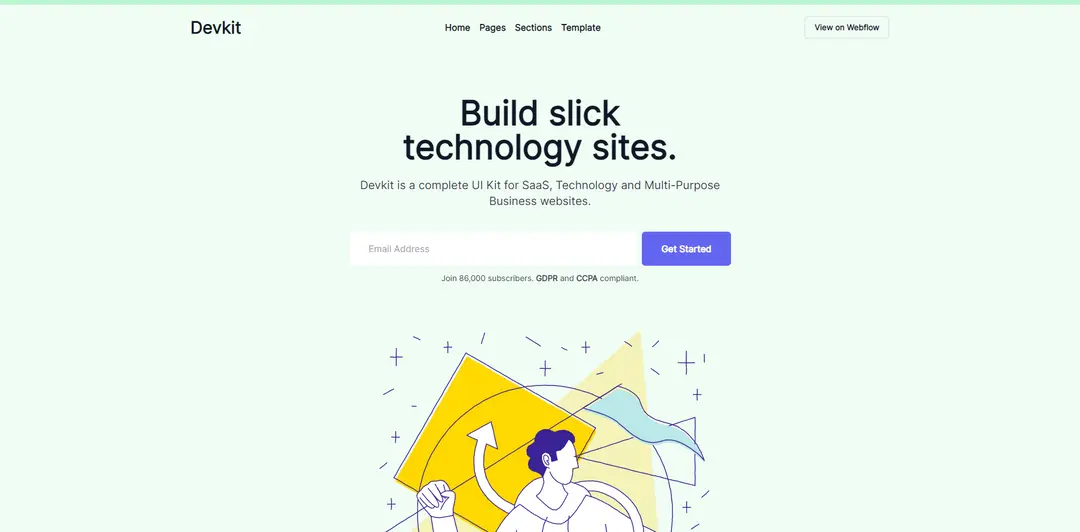 Devkit
Home Pages Sections Template
View on Webflow
Build slick
technology sites.
Devkit is a complete UI Kit for SaaS, Technology and Multi-Purpose
Business websites.
Email Address
Get Started
Join 86,000 subscribers. GDPR and CCPA compliant.